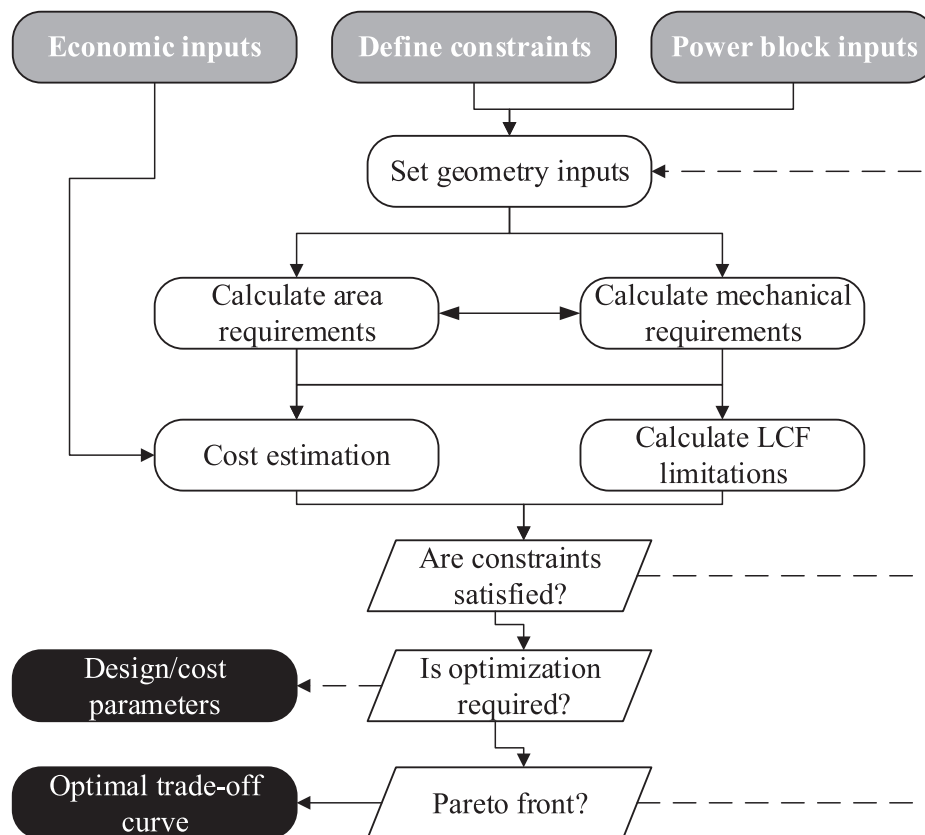 Economic inputs
Define constraints
Power block inputs
Set geometry inputs
Calculate area
requirements
Calculate mechanical
requirements
Cost estimation
Calculate LCF
limitations
Are constraints
satisfied?
Design/cost
parameters
Is optimization
required?
Optimal trade-off
curve
Pareto front?